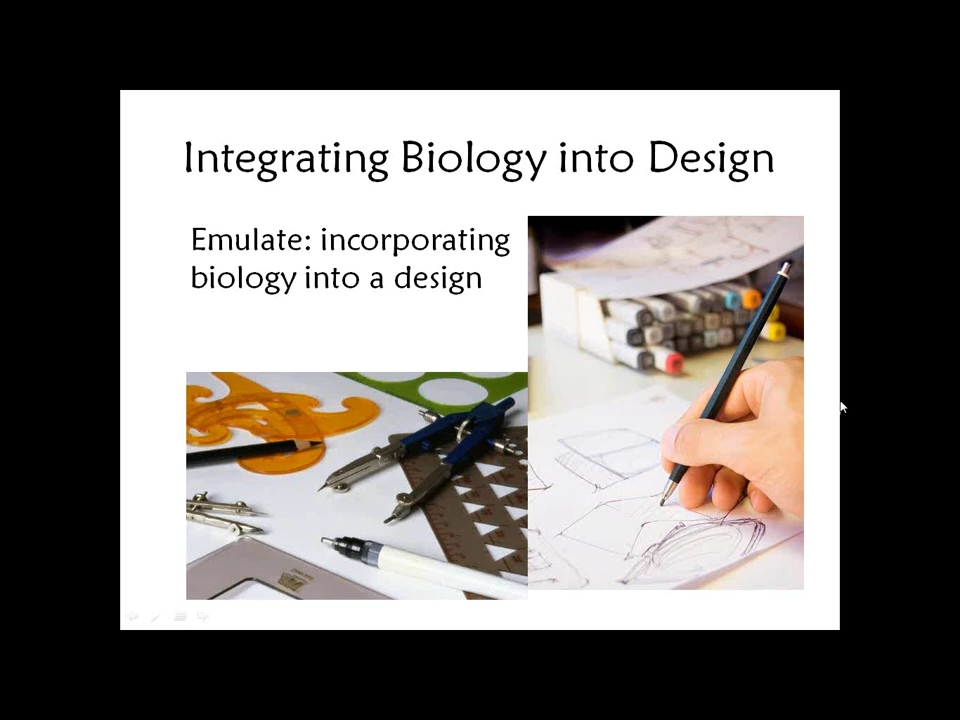 Integrating Biology into Design
Emulate: incorporating
biology into a design